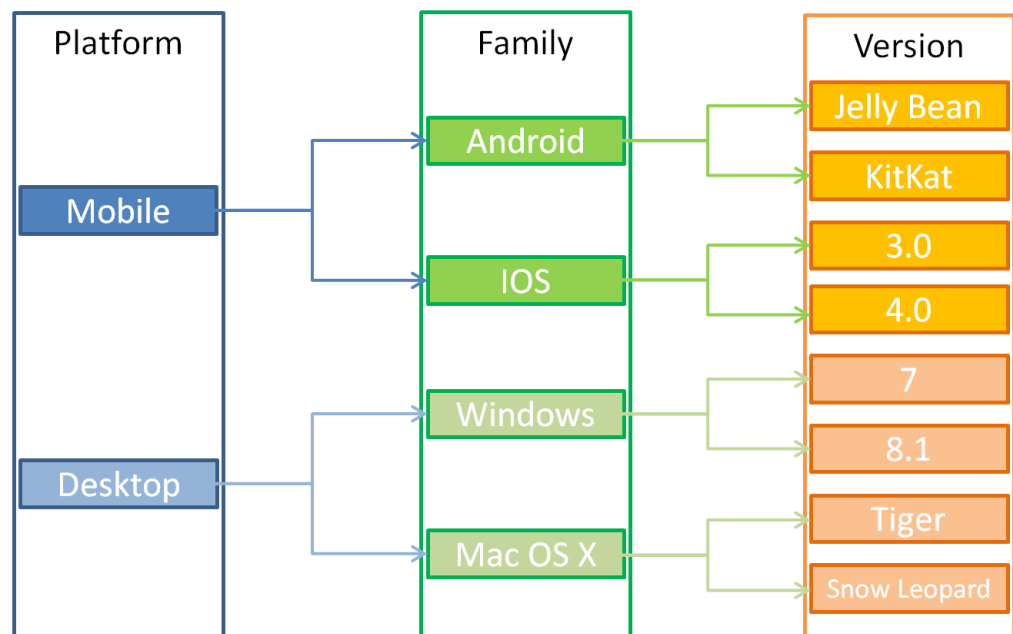 Platform
Family
Version
Mobile
Desktop
Android
IOS
Windows
Mac OS X
Jelly Bean
KitKat
3.0
4.0
7
8.1
Tiger
Snow Leopard